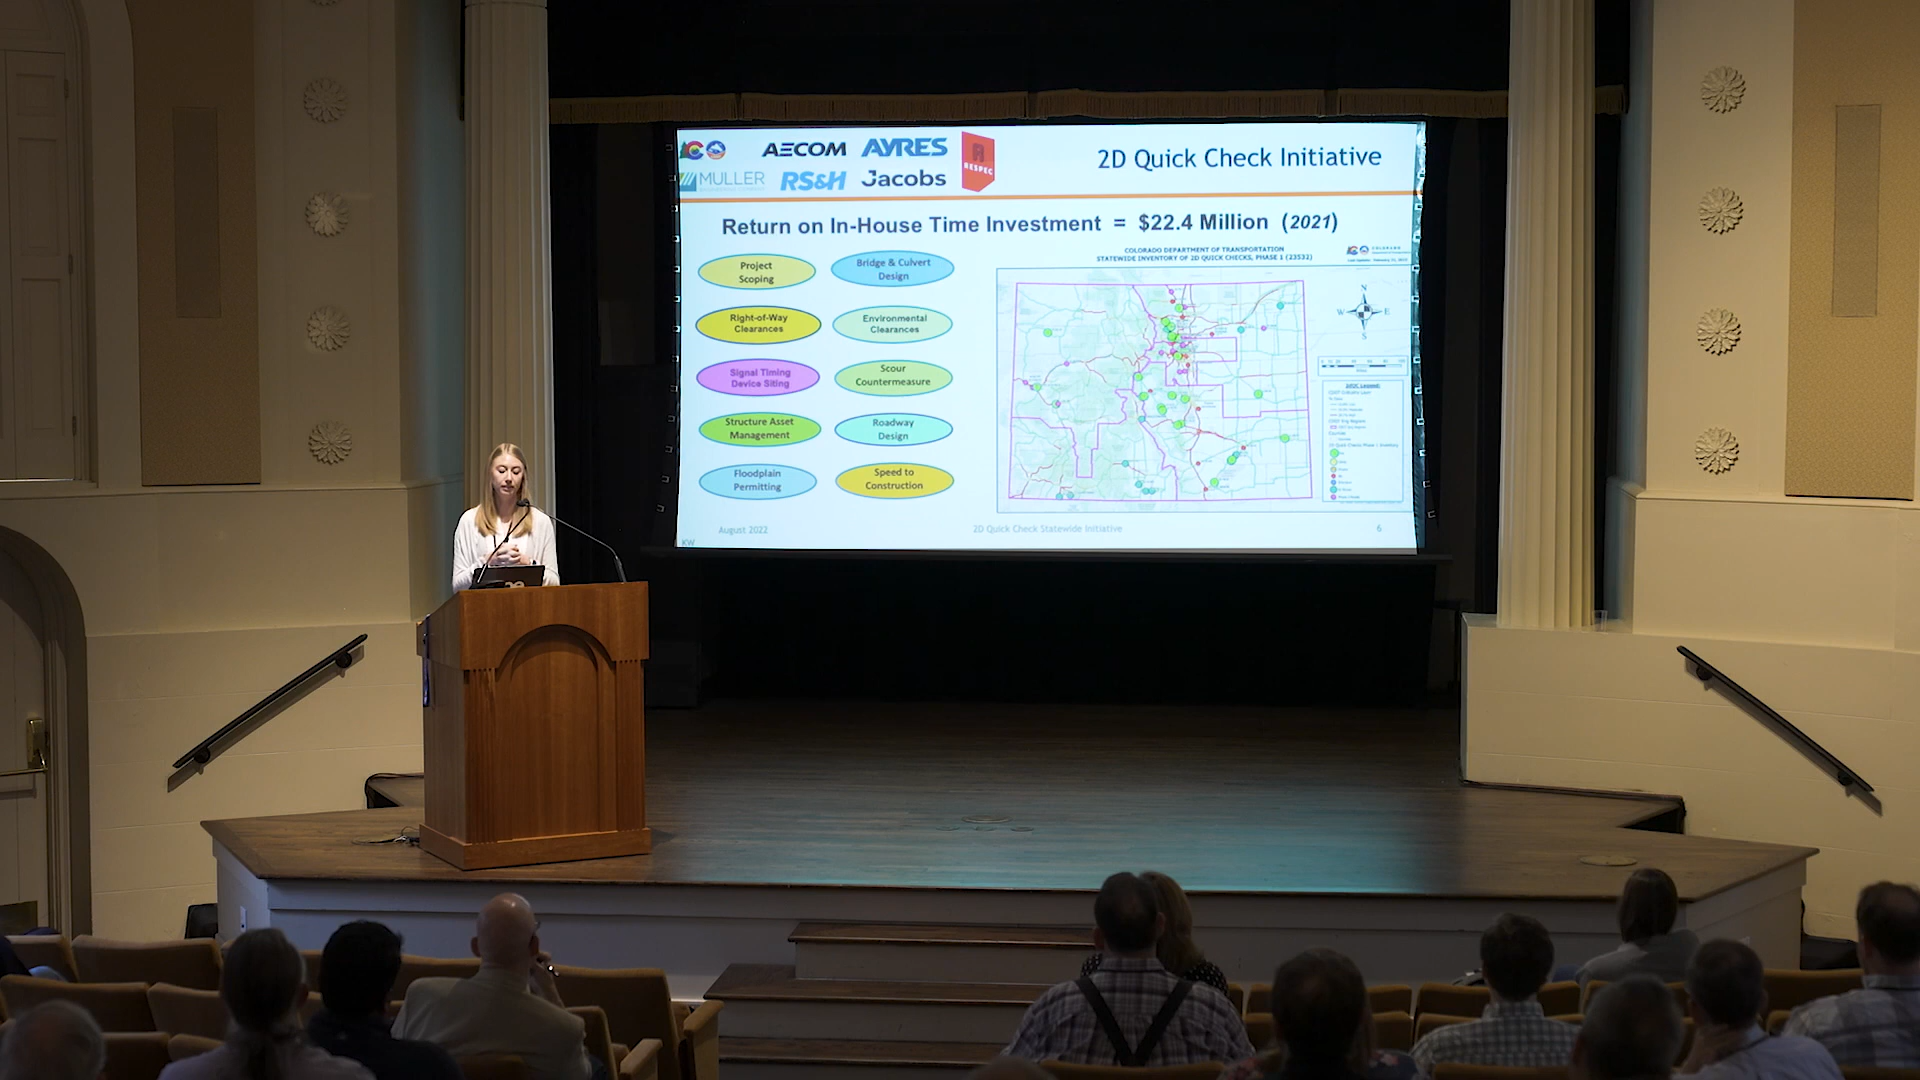 AECOM
AYRES
RESPEC
MULLER
RS&H
Jacobs
2D Quick Check Initiative
Return on In-House Time Investment = $22.4 Million (2021)
Project
Scoping
Bridge & Culvert
Design
Right-of-Way
Clearances
Environmental
Clearances
Signal Timing
Device Siting
Scour
Countermeasure
Structure Asset
Management
Roadway
Design
Floodplain
Permitting
Speed to
Construction
COLORADO DEPARTMENT OF TRANSPORTATION
STATEWIDE INVENTORY OF 2D QUICK CHECKS, PHASE 1 (23532)
N
W
E
S
August 2022
2D Quick Check Statewide Initiative
6
KW